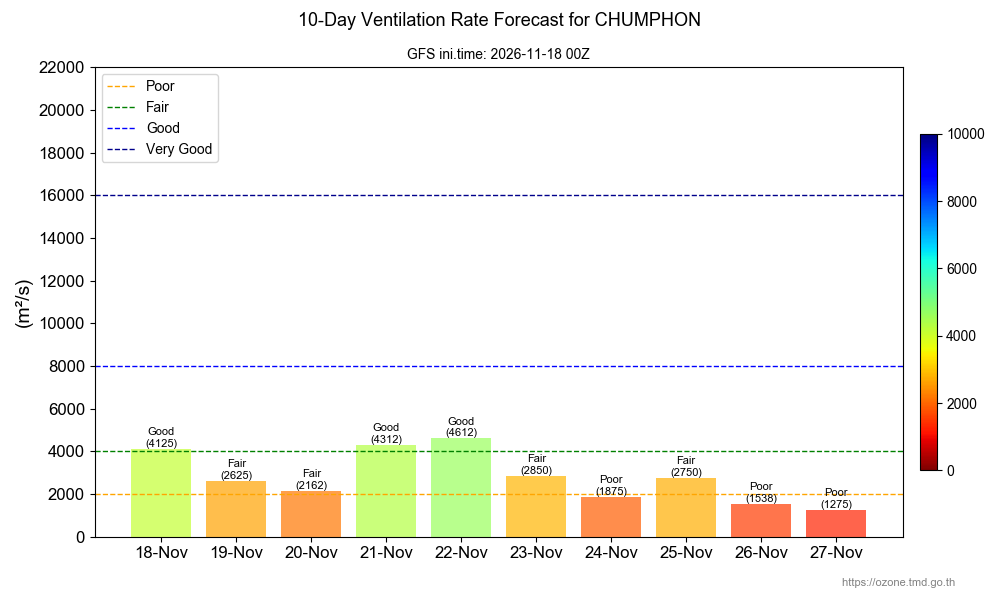 10-Day Ventilation Rate Forecast for CHUMPHON
GFS ini.time: 2026-11-18 00Z
22000
20000
18000
16000
14000
12000
10000
8000
6000
4000
2000
0
(m²/s)
Poor
Fair
Good
Very Good
Good
(4125)
Fair
(2625)
Fair
(2162)
Good
(4312)
Good
(4612)
Fair
(2850)
Poor
(1875)
Fair
(2750)
Poor
(1538)
Poor
(1275)
18-Nov 19-Nov 20-Nov 21-Nov 22-Nov 23-Nov 24-Nov 25-Nov 26-Nov 27-Nov
10000
8000
6000
4000
2000
0
https://ozone.tmd.go.th